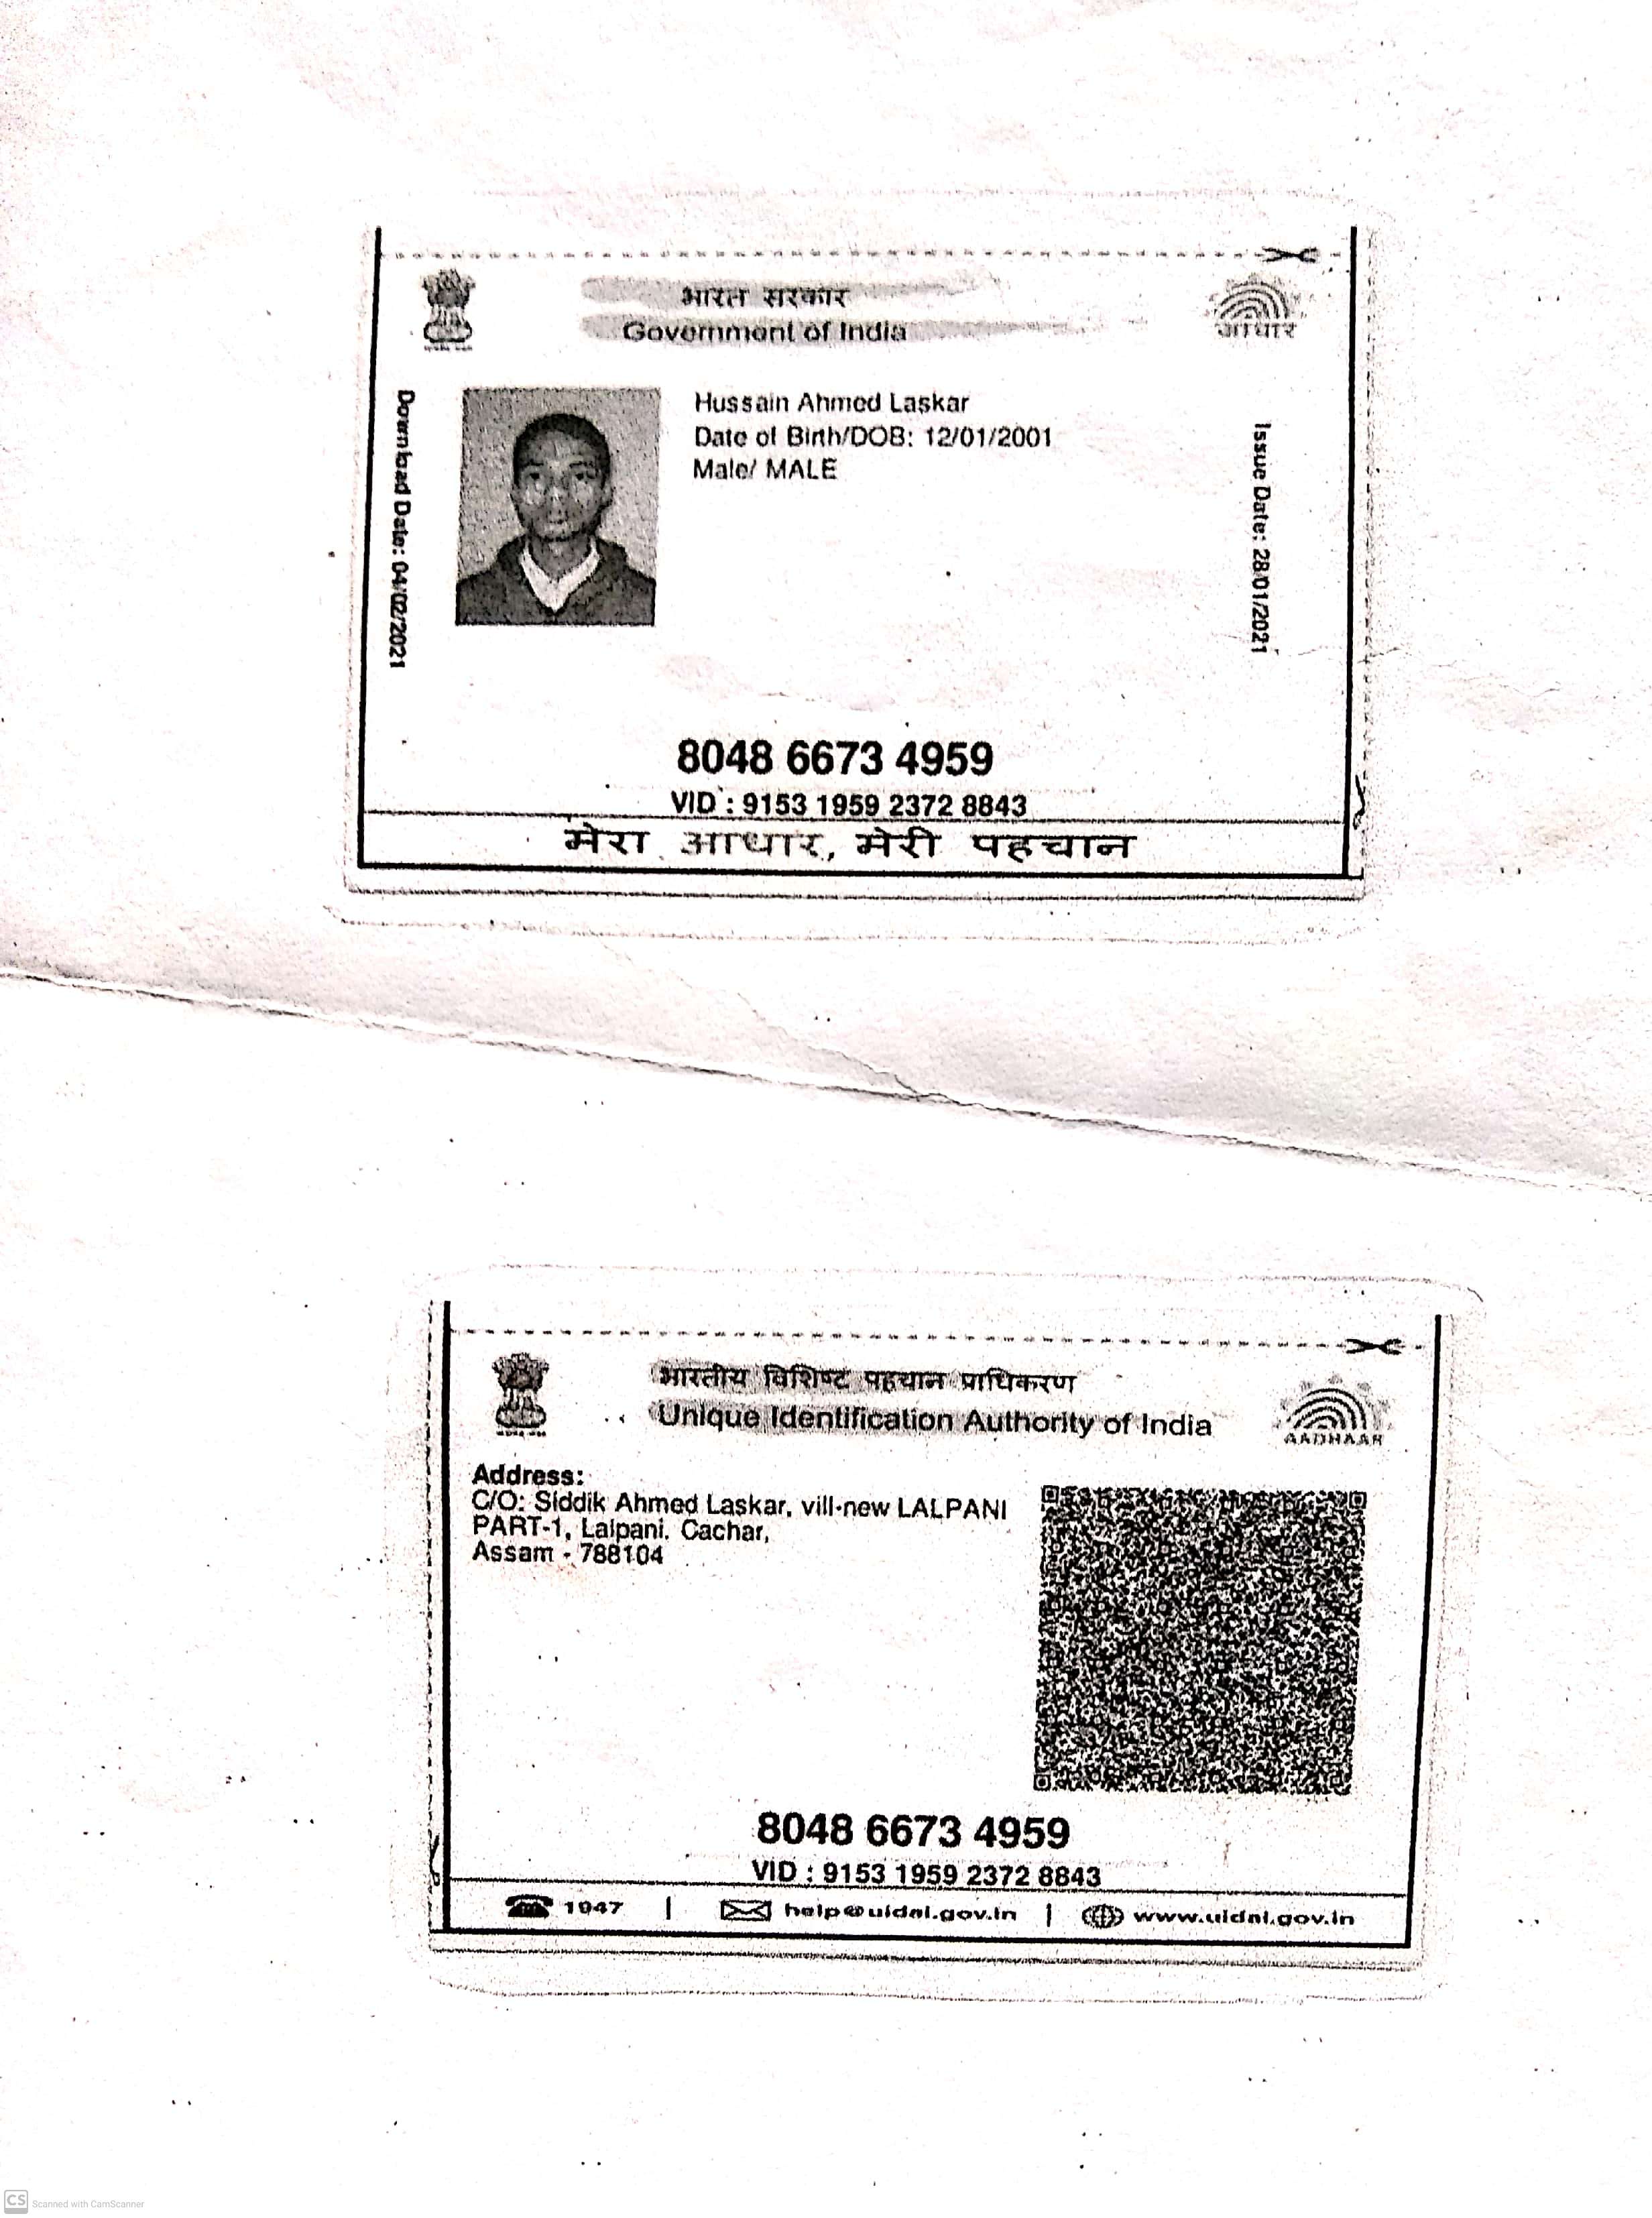 भारत सरकार
Government of India
आधार
Download Date: 04/02/2021
Hussain Ahmed Laskar
Date of Birth/DOB: 12/01/2001
Male/ MALE
Issue Date: 28/01/2021
8048 6673 4959
VID : 9153 1959 2372 8843
मेरा आधार, मेरी पहचान
भारतीय विशिष्ट पहचान प्राधिकरण
Unique Identification Authority of India
AADHAAR
Address:
C/O: Siddik Ahmed Laskar, vill-new LALPANI
PART-1, Lalpani, Cachar,
Assam - 788104
8048 6673 4959
VID : 9153 1959 2372 8843
1947 | help@uidai.gov.in | www.uidai.gov.in
CS Scanned with CamScanner